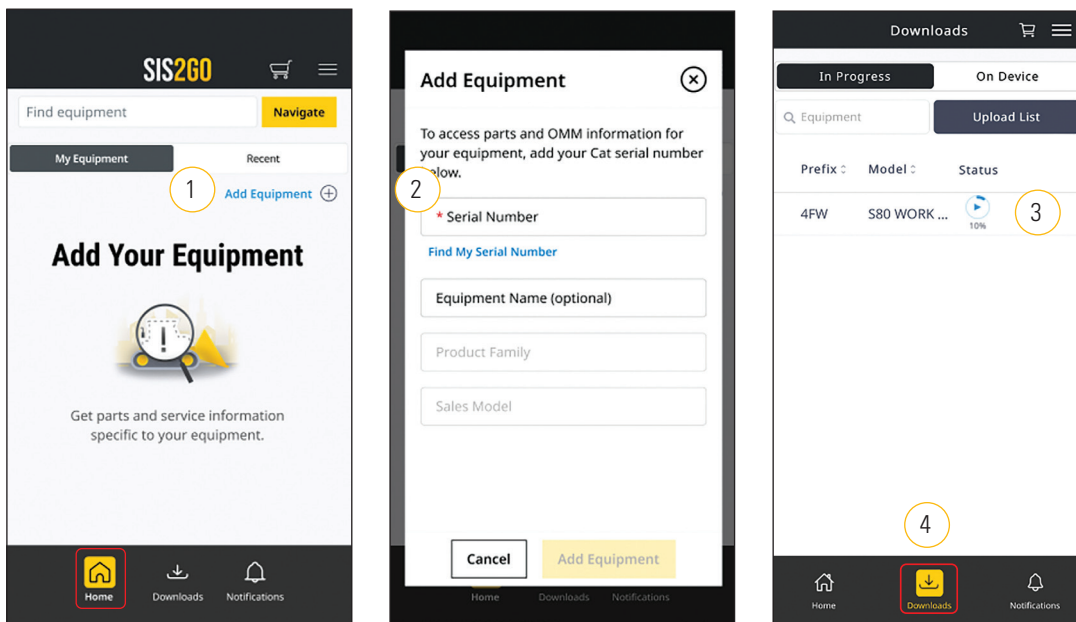 SIS2GO
Find equipment
Navigate
My Equipment
Recent
1
Add Equipment
Add Your Equipment
Get parts and service information
specific to your equipment.
Home
Downloads
Notifications
Add Equipment
To access parts and OMM information for
your equipment, add your Cat serial number
below.
2
* Serial Number
Find My Serial Number
Equipment Name (optional)
Product Family
Sales Model
Cancel
Add Equipment
Home
Downloads
Notifications
Downloads
In Progress
On Device
Equipment
Upload List
Prefix
Model
Status
4FW
S80 WORK ...
10%
3
4
Home
Downloads
Notifications